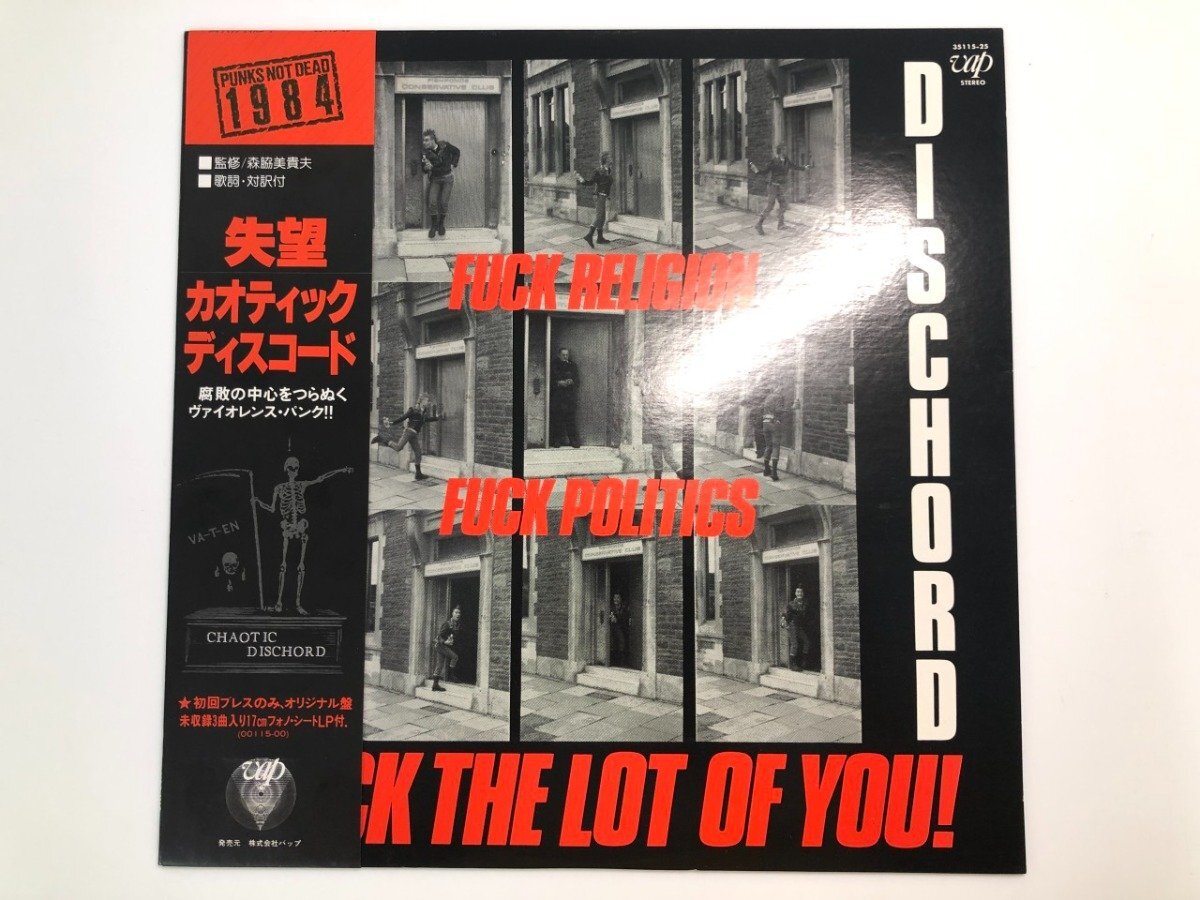 PUNKS NOT DEAD
1984
■監修/森脇美貴夫
■歌詞・対訳付
失望
カオティック
ディスコード
腐敗の中心をつらぬく
ヴァイオレンス・パンク!!
VA-T-EN
CHAOTIC
DISCHORD
★初回プレスのみ、オリジナル盤
未収録3曲入り17cmフォノ・シートLP付.
(00115-00)
vap
発売元 株式会社バップ
35115-25
vap
STEREO
CONSERVATIVE CLUB
FUCK RELIGION
FUCK POLITICS
CONSERVATIVE CLUB
CK THE LOT OF YOU!
DISCHORD